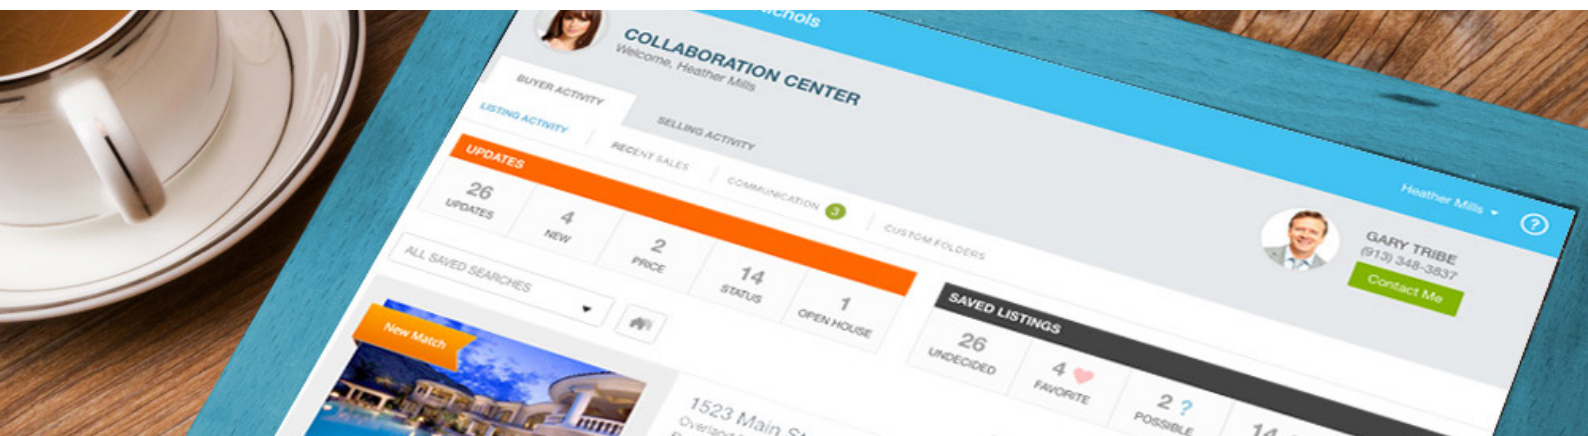 COLLABORATION CENTER
Welcome, Heather Mills
Heather Mills
?
GARY TRIBE
(913) 348-3837
Contact Me
BUYER ACTIVITY
SELLING ACTIVITY
LISTING ACTIVITY
RECENT SALES
COMMUNICATION 3
CUSTOM FOLDERS
UPDATES
26
UPDATES
4
NEW
2
PRICE
14
STATUS
1
OPEN HOUSE
SAVED LISTINGS
26
UNDECIDED
4
FAVORITE
2 ?
POSSIBLE
14
ALL SAVED SEARCHES
New Match
1523 Main